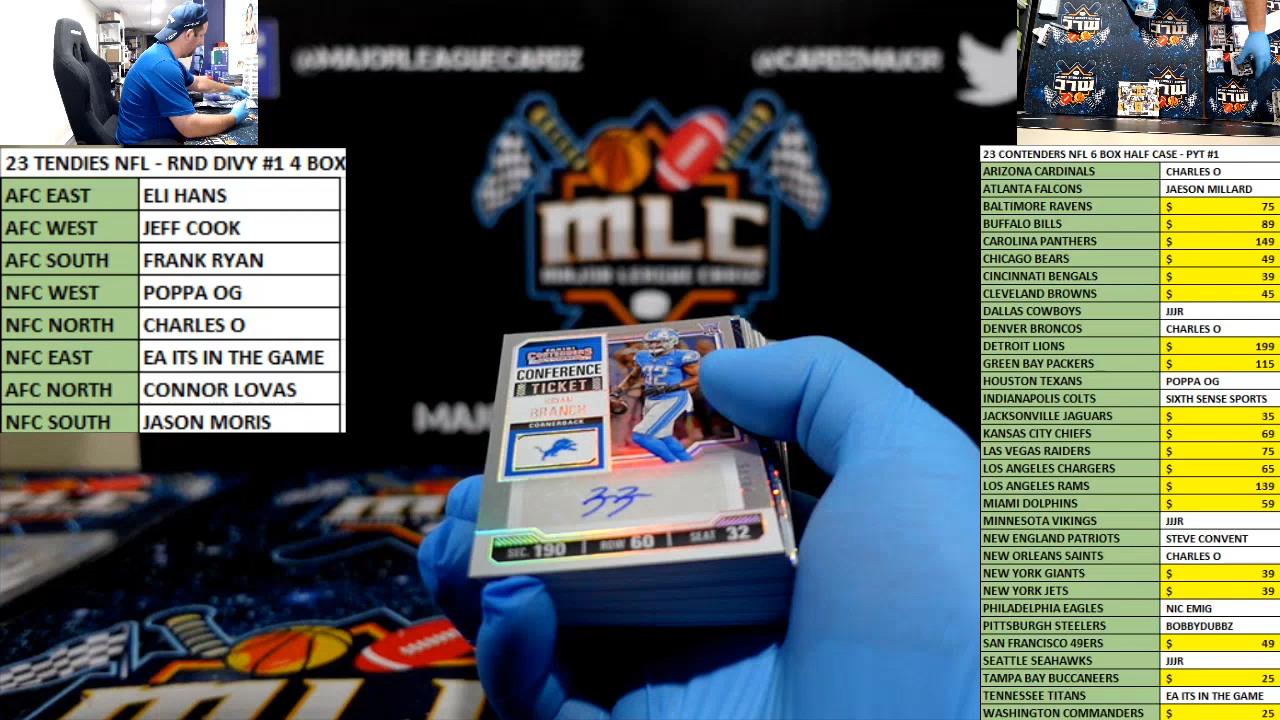 @MAJORLEAGUECARDZ
@CARDZMAJOR
23 TENDIES NFL - RND DIVY #1 4 BOX
AFC EAST ELI HANS
AFC WEST JEFF COOK
AFC SOUTH FRANK RYAN
NFC WEST POPPA OG
NFC NORTH CHARLES O
NFC EAST EA ITS IN THE GAME
AFC NORTH CONNOR LOVAS
NFC SOUTH JASON MORIS
MLC
MAJOR LEAGUE CARDZ
PANINI
CONTENDERS
CONFERENCE
TICKET
BRIAN
BRANCH
CORNERBACK
SEC. 190 ROW 60 SEAT 32
23 CONTENDERS NFL 6 BOX HALF CASE - PYT #1
ARIZONA CARDINALS CHARLES O
ATLANTA FALCONS JAESON MILLARD
BALTIMORE RAVENS $ 75
BUFFALO BILLS $ 89
CAROLINA PANTHERS $ 149
CHICAGO BEARS $ 49
CINCINNATI BENGALS $ 39
CLEVELAND BROWNS $ 45
DALLAS COWBOYS JJJR
DENVER BRONCOS CHARLES O
DETROIT LIONS $ 199
GREEN BAY PACKERS $ 115
HOUSTON TEXANS POPPA OG
INDIANAPOLIS COLTS SIXTH SENSE SPORTS
JACKSONVILLE JAGUARS $ 35
KANSAS CITY CHIEFS $ 69
LAS VEGAS RAIDERS $ 75
LOS ANGELES CHARGERS $ 65
LOS ANGELES RAMS $ 139
MIAMI DOLPHINS $ 59
MINNESOTA VIKINGS JJJR
NEW ENGLAND PATRIOTS STEVE CONVENT
NEW ORLEANS SAINTS CHARLES O
NEW YORK GIANTS $ 39
NEW YORK JETS $ 39
PHILADELPHIA EAGLES NIC EMIG
PITTSBURGH STEELERS BOBBYDUBBZ
SAN FRANCISCO 49ERS $ 49
SEATTLE SEAHAWKS JJJR
TAMPA BAY BUCCANEERS $ 25
TENNESSEE TITANS EA ITS IN THE GAME
WASHINGTON COMMANDERS $ 25